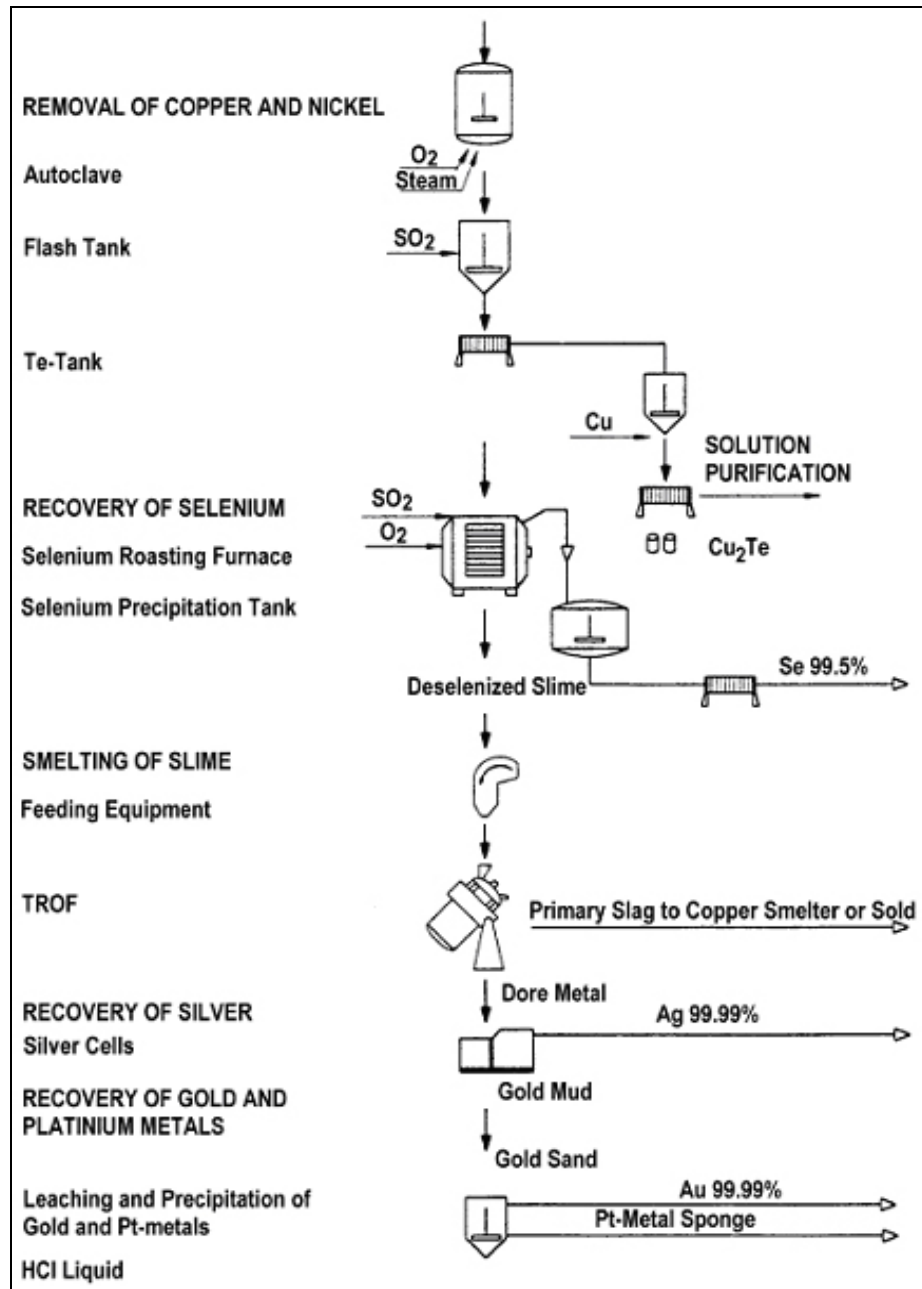 REMOVAL OF COPPER AND NICKEL
O2
Steam
Autoclave
SO2
Flash Tank
Te-Tank
Cu
SOLUTION
PURIFICATION
Cu2Te
RECOVERY OF SELENIUM
SO2
O2
Selenium Roasting Furnace
Selenium Precipitation Tank
Se 99.5%
Deselenized Slime
SMELTING OF SLIME
Feeding Equipment
TROF
Primary Slag to Copper Smelter or Sold
Dore Metal
RECOVERY OF SILVER
Ag 99.99%
Silver Cells
Gold Mud
RECOVERY OF GOLD AND
PLATINIUM METALS
Gold Sand
Leaching and Precipitation of
Gold and Pt-metals
Au 99.99%
Pt-Metal Sponge
HCI Liquid